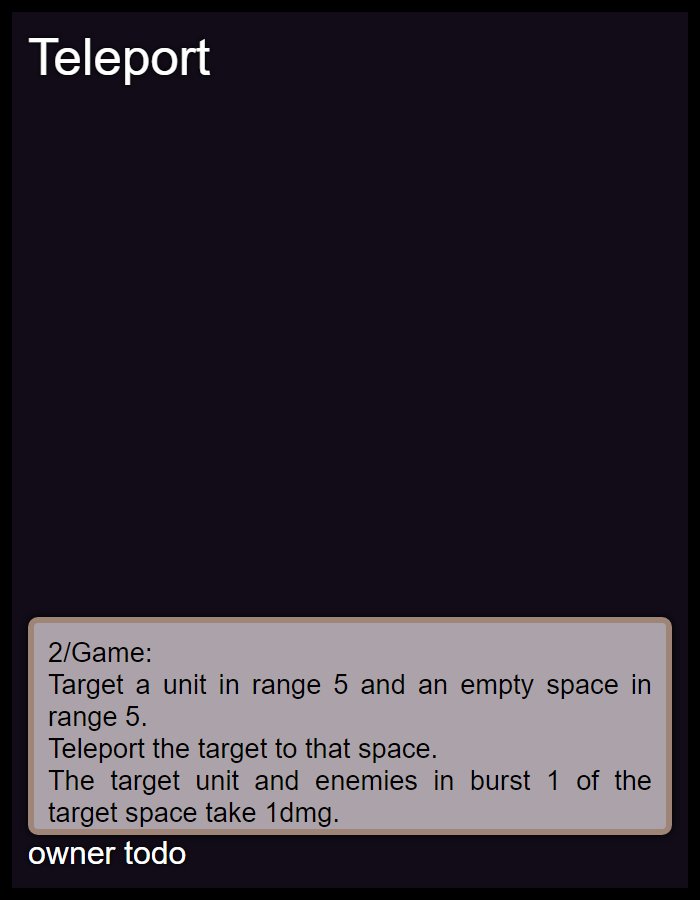 Teleport
2/Game:
Target a unit in range 5 and an empty space in
range 5.
Teleport the target to that space.
The target unit and enemies in burst 1 of the
target space take 1dmg.
owner todo